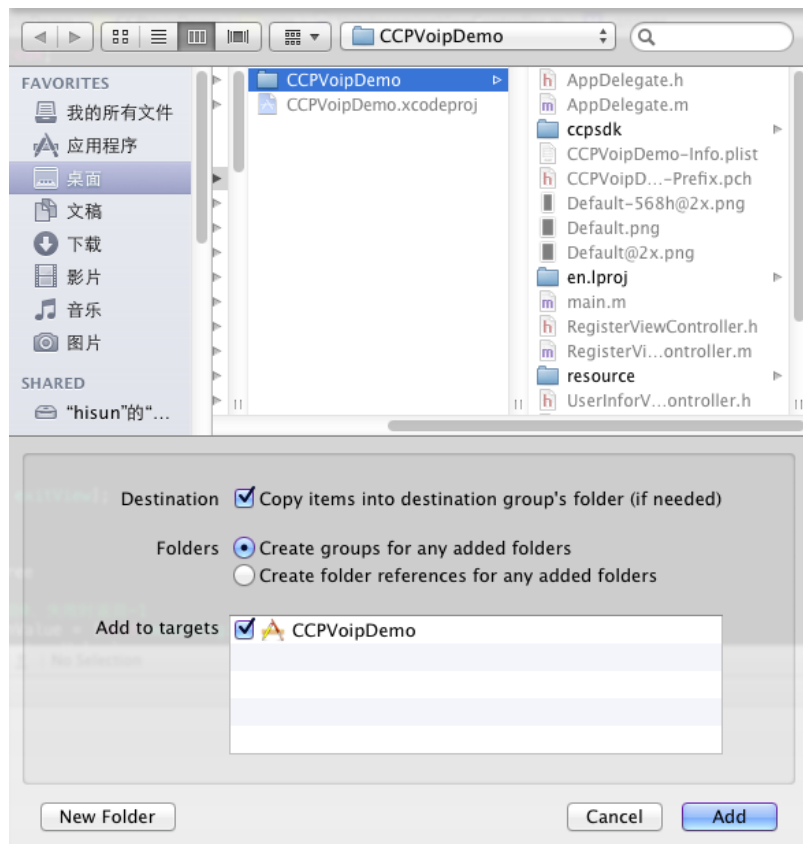 CCPVoipDemo
FAVORITES
我的所有文件
应用程序
桌面
文稿
下载
影片
音乐
图片
SHARED
“hisun”的“...
CCPVoipDemo
CCPVoipDemo.xcodeproj
AppDelegate.h
AppDelegate.m
ccpsdk
CCPVoipDemo-Info.plist
CCPVoipD...-Prefix.pch
Default-568h@2x.png
Default.png
Default@2x.png
en.lproj
main.m
RegisterViewController.h
RegisterVi...ontroller.m
resource
UserInforV...ontroller.h
Destination Copy items into destination group's folder (if needed)
Folders Create groups for any added folders
Create folder references for any added folders
Add to targets CCPVoipDemo
No Selection
New Folder Cancel Add